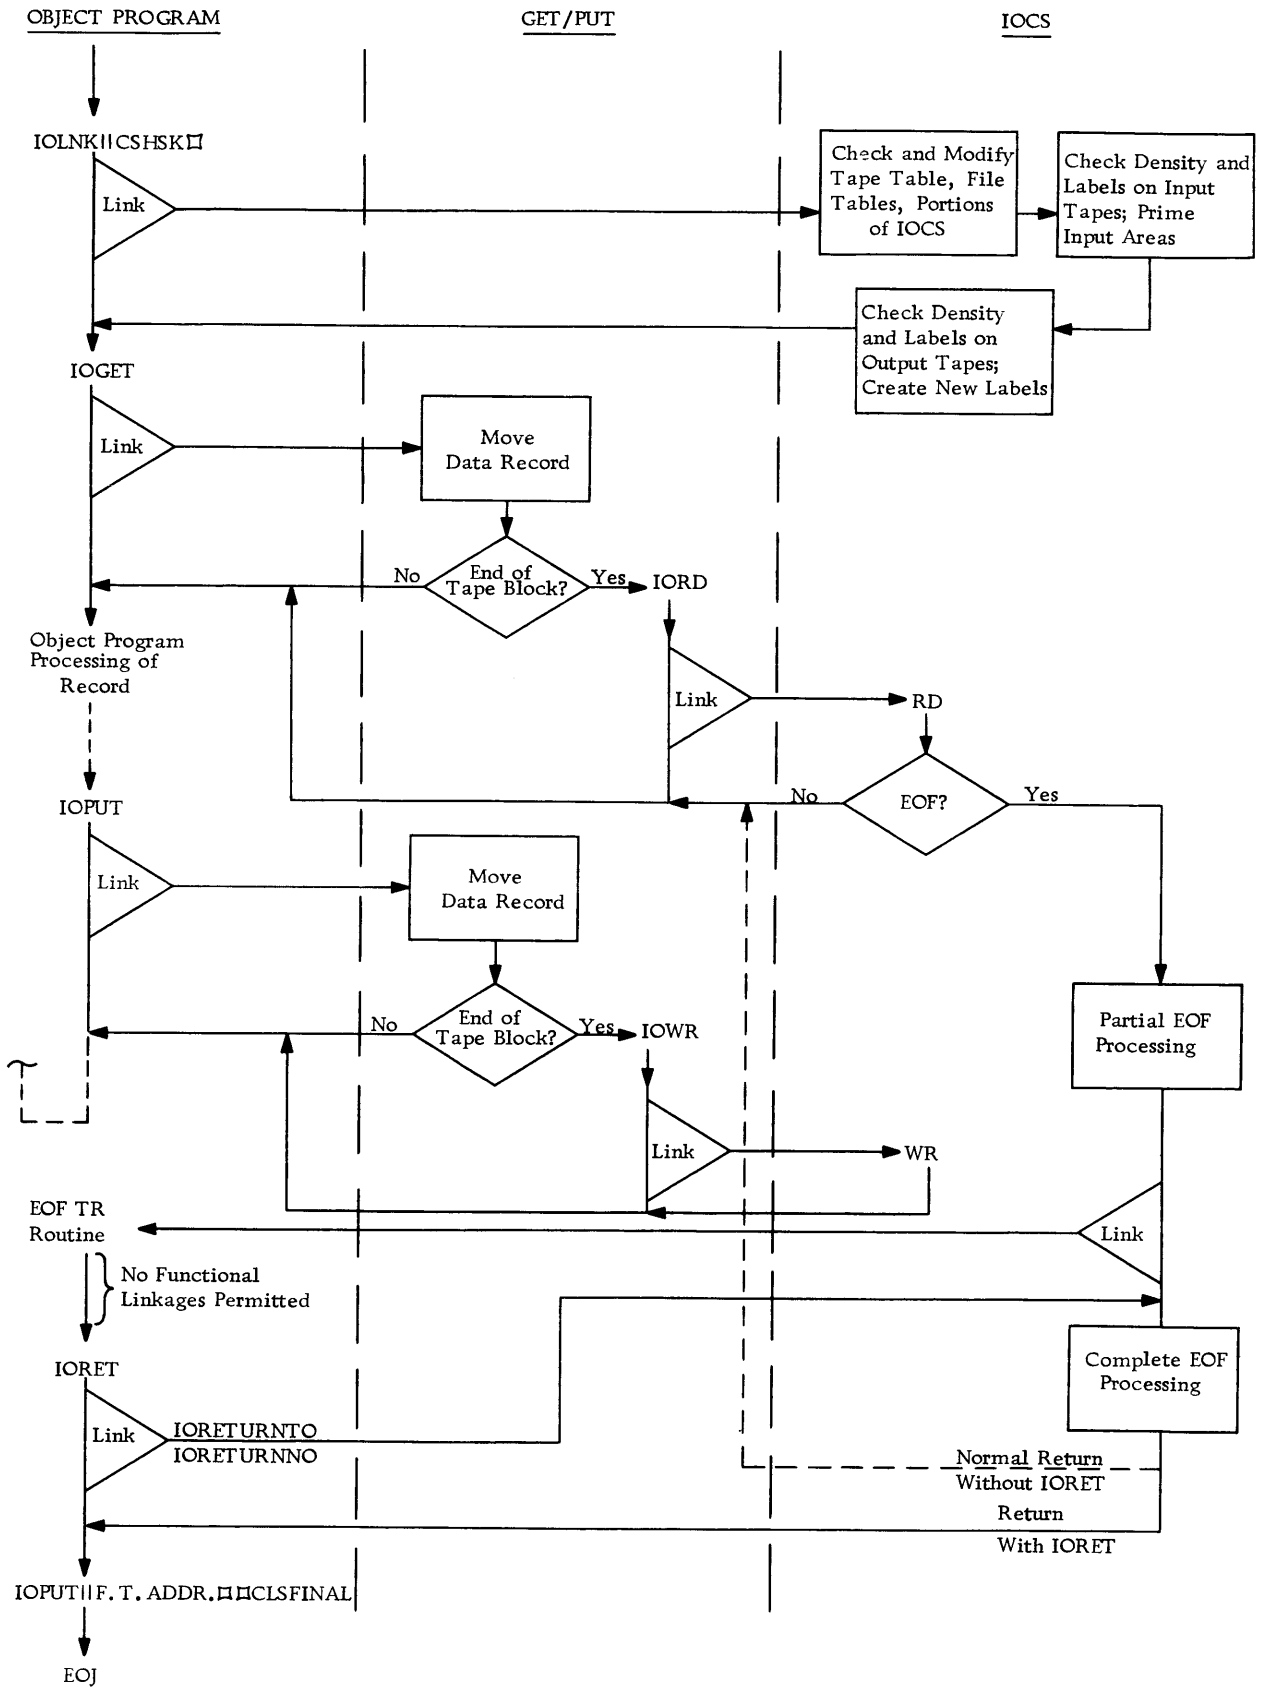 OBJECT PROGRAM
GET/PUT
IOCS
IOLNK||CSHSK⌑
Link
Check and Modify
Tape Table, File
Tables, Portions
of IOCS
Check Density and
Labels on Input
Tapes; Prime
Input Areas
Check Density
and Labels on
Output Tapes;
Create New Labels
IOGET
Link
Move
Data Record
End of
Tape Block?
No
Yes
IORD
Object Program
Processing of
Record
Link
RD
EOF?
No
Yes
IOPUT
Link
Move
Data Record
End of
Tape Block?
No
Yes
IOWR
Partial EOF
Processing
Link
WR
EOF TR
Routine
Link
No Functional
Linkages Permitted
IORET
Complete EOF
Processing
Link
IORETURNTO
IORETURNNO
Normal Return
Without IORET
Return
With IORET
IOPUT||F. T. ADDR.⌑⌑CLSFINAL
EOJ